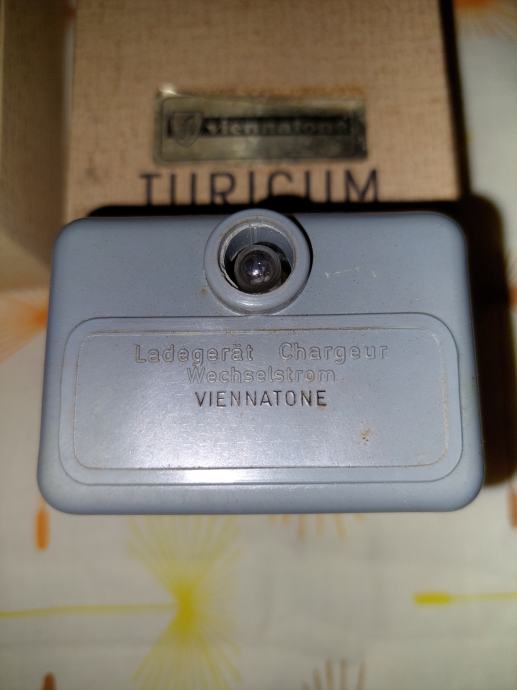 viennatone
TURICUM
Ladegerät Chargeur
Wechselstrom
VIENNATONE